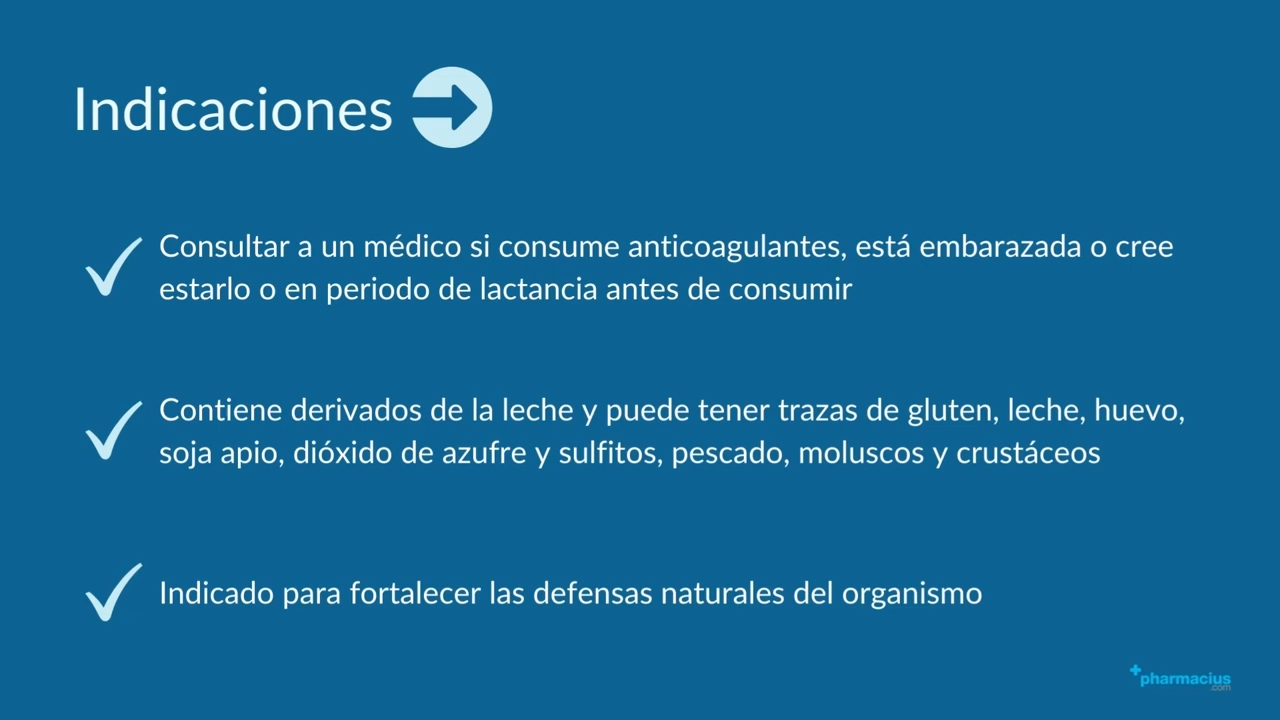 Indicaciones
Consultar a un médico si consume anticoagulantes, está embarazada o cree
estarlo o en periodo de lactancia antes de consumir
Contiene derivados de la leche y puede tener trazas de gluten, leche, huevo,
soja apio, dióxido de azufre y sulfitos, pescado, moluscos y crustáceos
Indicado para fortalecer las defensas naturales del organismo
pharmacius
.com